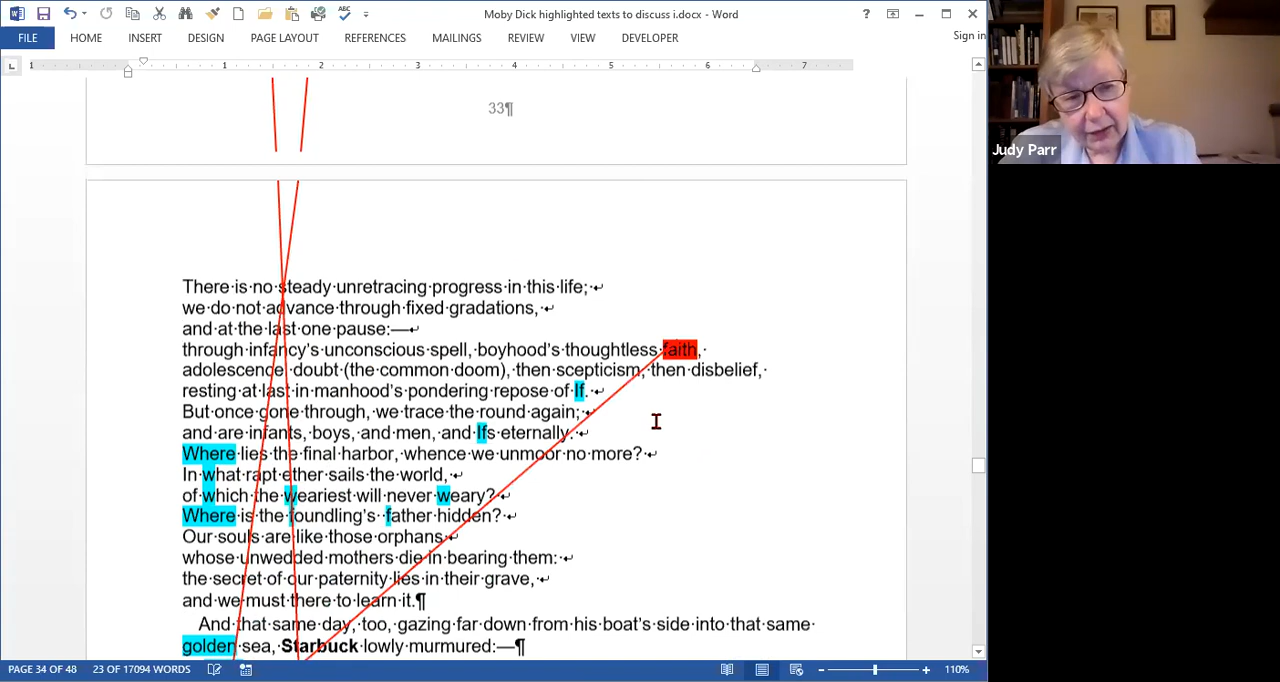 Moby Dick highlighted texts to discuss i.docx - Word
FILE HOME INSERT DESIGN PAGE LAYOUT REFERENCES MAILINGS REVIEW VIEW DEVELOPER Sign in
1 1 2 3 4 5 6 7
33¶
There is no steady unretracing progress in this life;
we do not advance through fixed gradations,
and at the last one pause:—
through infancy's unconscious spell, boyhood's thoughtless faith,
adolescence' doubt (the common doom), then scepticism, then disbelief,
resting at last in manhood's pondering repose of If.
But once gone through, we trace the round again;
and are infants, boys, and men, and Ifs eternally.
Where lies the final harbor, whence we unmoor no more?
In what rapt ether sails the world,
of which the weariest will never weary?
Where is the foundling's father hidden?
Our souls are like those orphans
whose unwedded mothers die in bearing them:
the secret of our paternity lies in their grave,
and we must there to learn it.¶
And that same day, too, gazing far down from his boat's side into that same
golden sea, Starbuck lowly murmured:—¶
PAGE 34 OF 48 23 OF 17094 WORDS 110%
Judy Parr